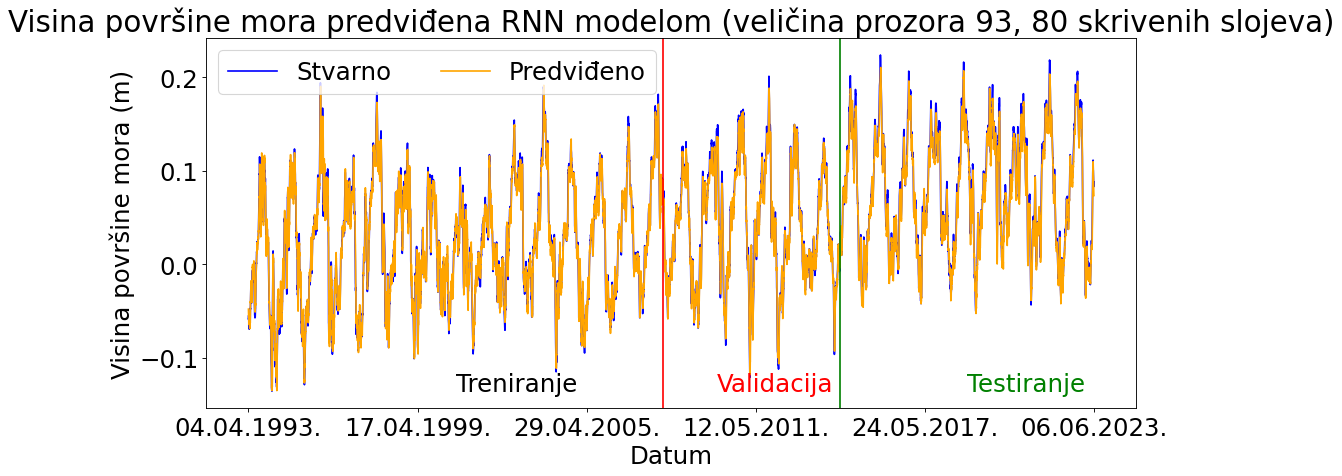 Visina površine mora predviđena RNN modelom (veličina prozora 93, 80 skrivenih slojeva)
Stvarno
Predviđeno
Visina površine mora (m)
0.2
0.1
0.0
−0.1
Treniranje
Validacija
Testiranje
04.04.1993.
17.04.1999.
29.04.2005.
12.05.2011.
24.05.2017.
06.06.2023.
Datum